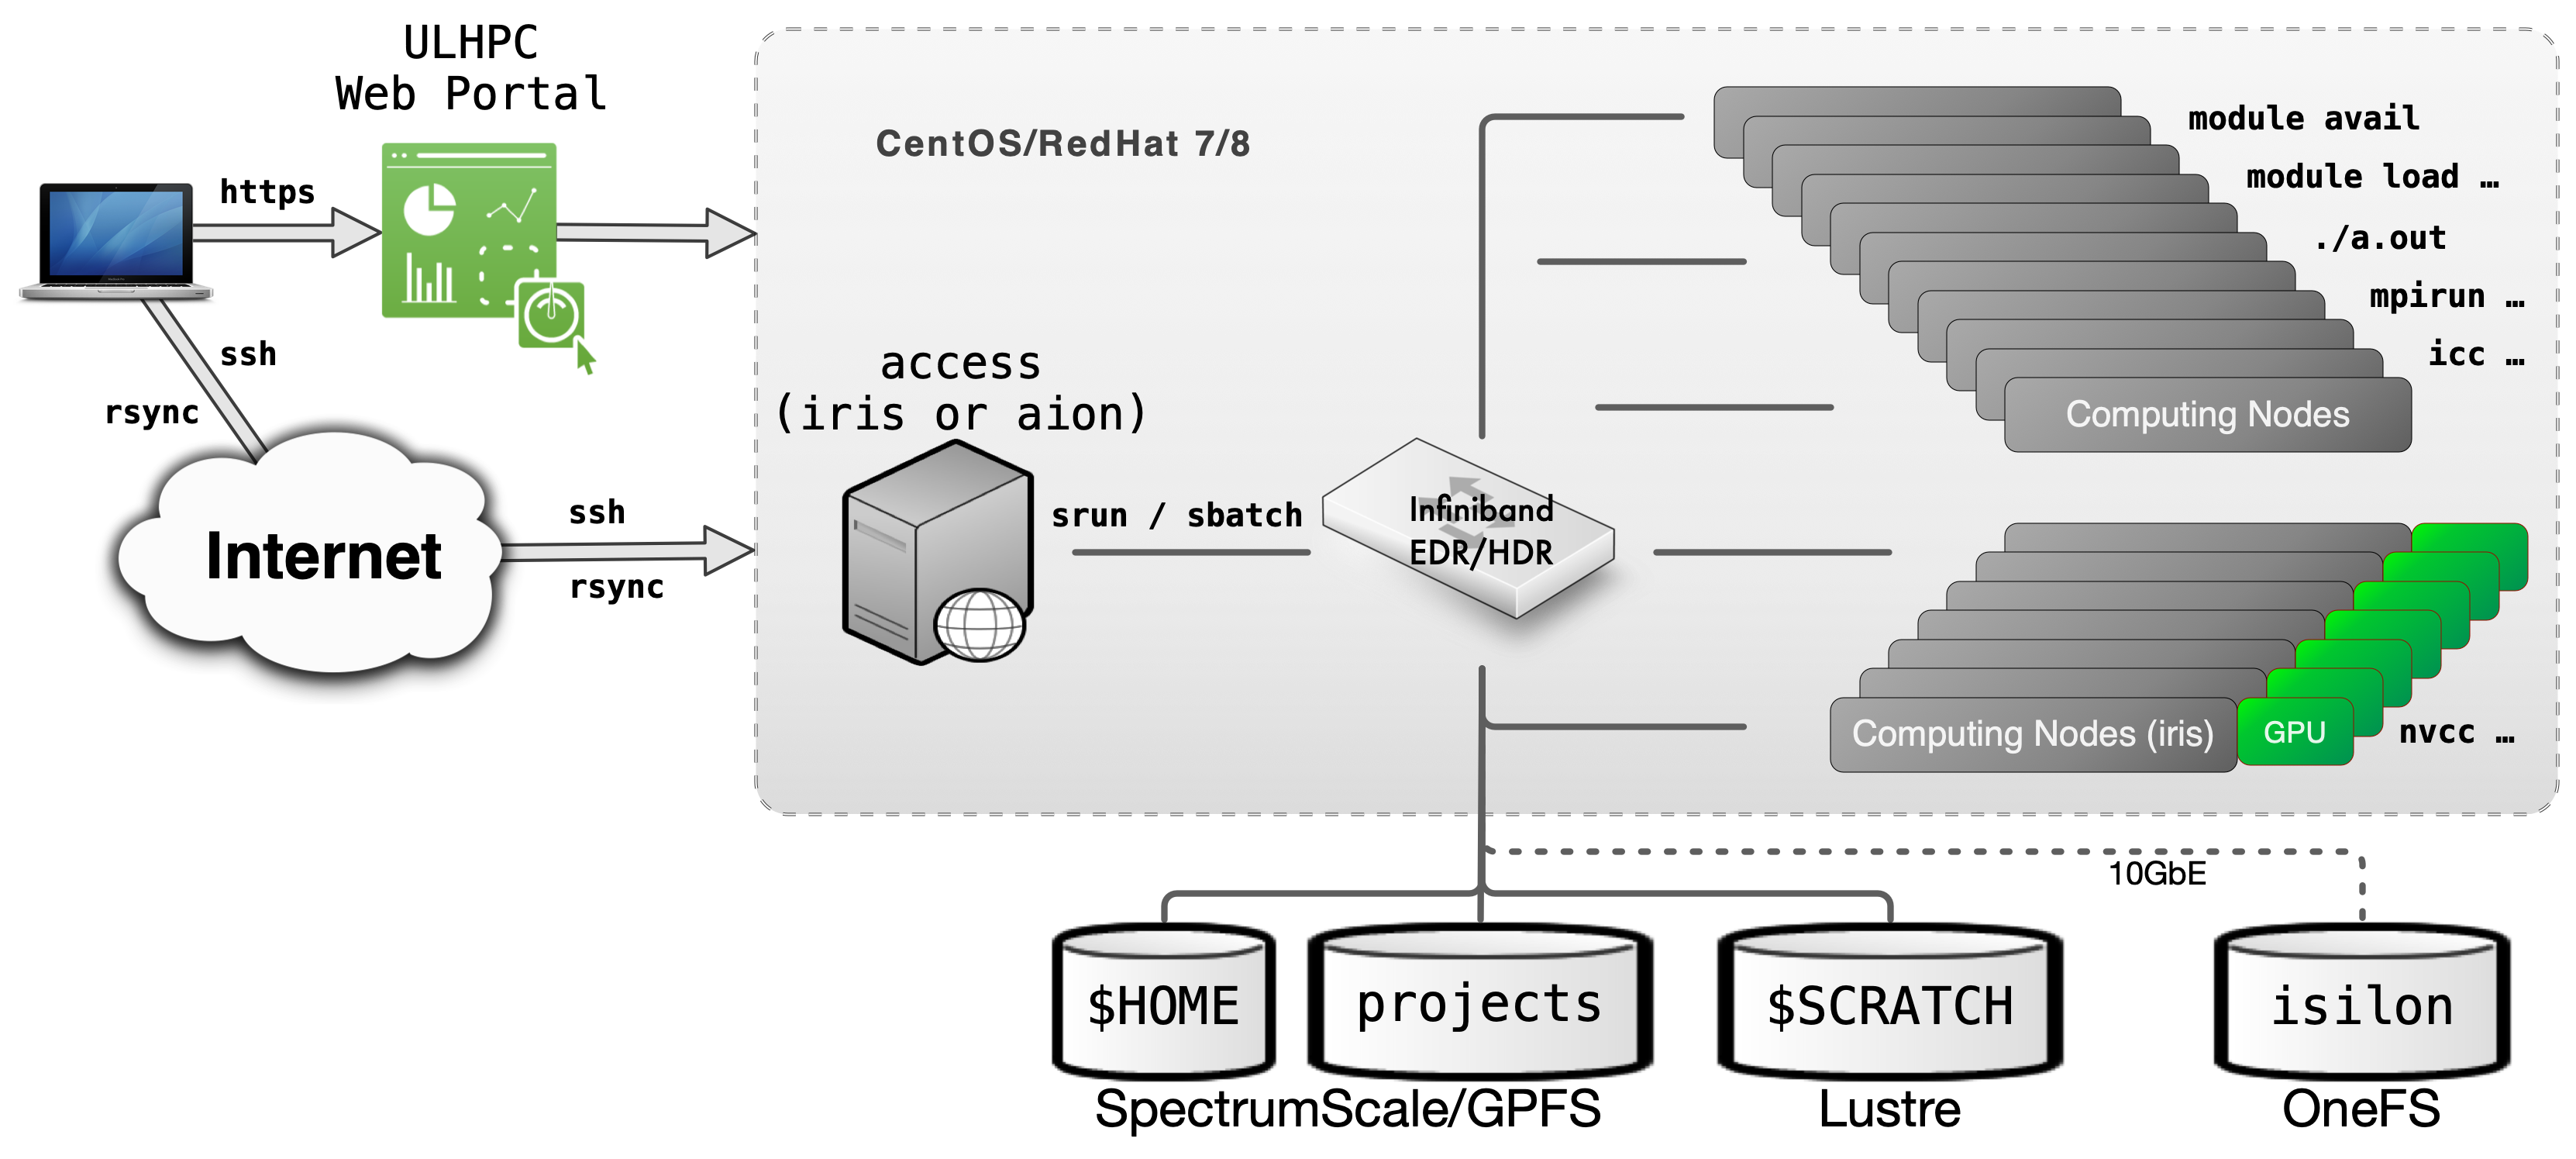 ULHPC
Web Portal
https
ssh
rsync
Internet
ssh
rsync
CentOS/RedHat 7/8
access
(iris or aion)
srun / sbatch
Infiniband
EDR/HDR
module avail
module load …
./a.out
mpirun …
icc …
Computing Nodes
Computing Nodes (iris)
GPU
nvcc …
10GbE
$HOME
projects
$SCRATCH
isilon
SpectrumScale/GPFS
Lustre
OneFS